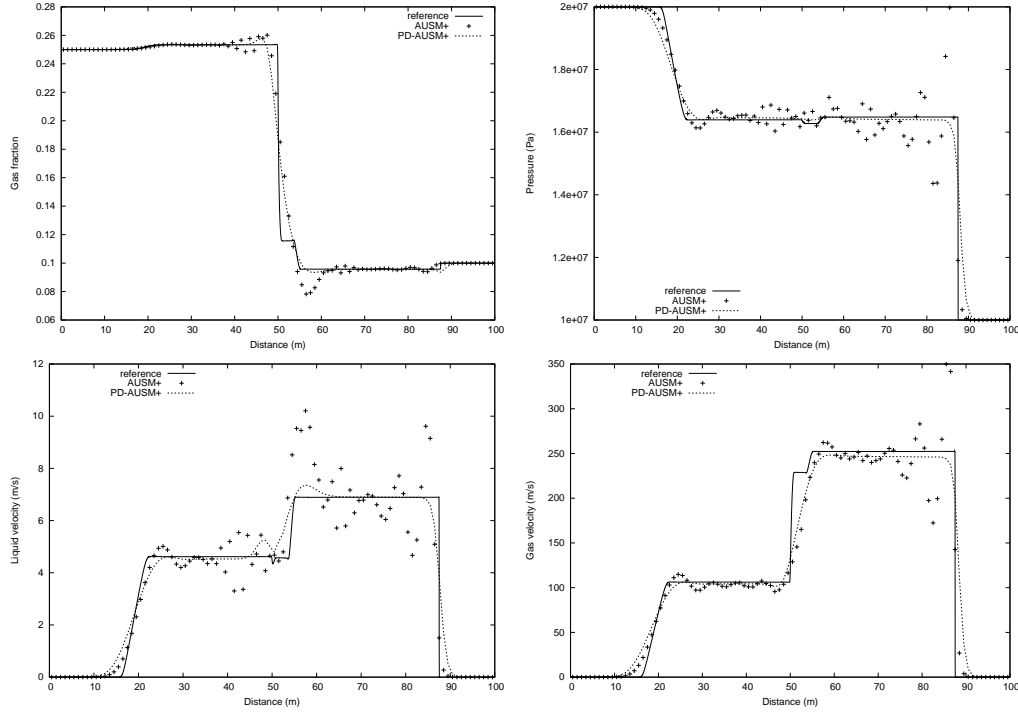 0.28
0.26
0.24
0.22
0.2
0.18
0.16
0.14
0.12
0.1
0.08
0.06
Gas fraction
reference
AUSM+
PD-AUSM+
0 10 20 30 40 50 60 70 80 90 100
Distance (m)
2e+07
1.8e+07
1.6e+07
1.4e+07
1.2e+07
1e+07
Pressure (Pa)
reference
AUSM+
PD-AUSM+
0 10 20 30 40 50 60 70 80 90 100
Distance (m)
12
10
8
6
4
2
0
Liquid velocity (m/s)
reference
AUSM+
PD-AUSM+
0 10 20 30 40 50 60 70 80 90 100
Distance (m)
350
300
250
200
150
100
50
0
Gas velocity (m/s)
reference
AUSM+
PD-AUSM+
0 10 20 30 40 50 60 70 80 90 100
Distance (m)